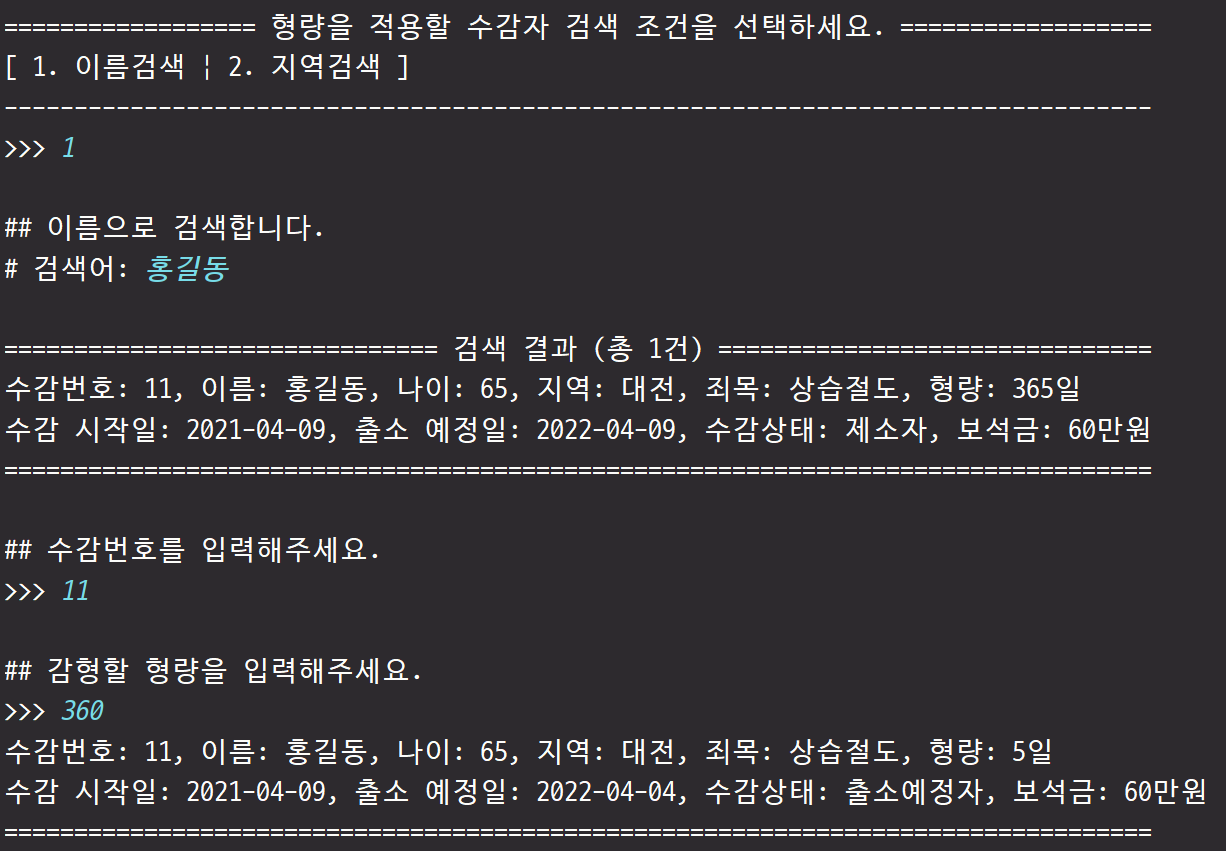 ================== 형량을 적용할 수감자 검색 조건을 선택하세요. ==================
[ 1. 이름검색 ¦ 2. 지역검색 ]
----------------------------------------------------------------------------------
>>> 1
## 이름으로 검색합니다.
# 검색어: 홍길동
=============================== 검색 결과 (총 1건) ===============================
수감번호: 11, 이름: 홍길동, 나이: 65, 지역: 대전, 죄목: 상습절도, 형량: 365일
수감 시작일: 2021-04-09, 출소 예정일: 2022-04-09, 수감상태: 제소자, 보석금: 60만원
==================================================================================
## 수감번호를 입력해주세요.
>>> 11
## 감형할 형량을 입력해주세요.
>>> 360
수감번호: 11, 이름: 홍길동, 나이: 65, 지역: 대전, 죄목: 상습절도, 형량: 5일
수감 시작일: 2021-04-09, 출소 예정일: 2022-04-04, 수감상태: 출소예정자, 보석금: 60만원
==================================================================================